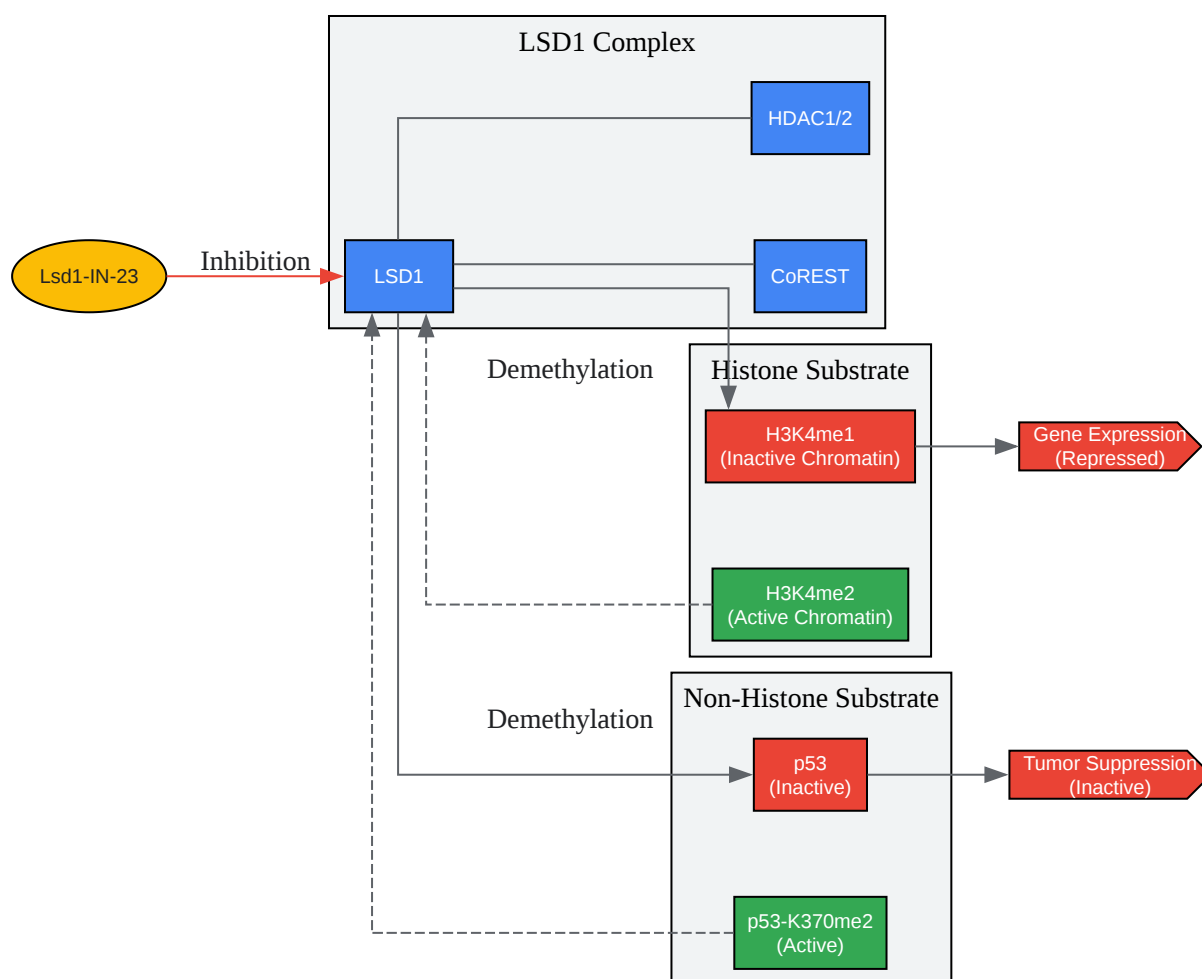 LSD1 Complex
HDAC1/2
Lsd1-IN-23
Inhibition
LSD1
CoREST
Demethylation
Histone Substrate
H3K4me1
(Inactive Chromatin)
Gene Expression
(Repressed)
H3K4me2
(Active Chromatin)
Non-Histone Substrate
Demethylation
p53
(Inactive)
Tumor Suppression
(Inactive)
p53-K370me2
(Active)